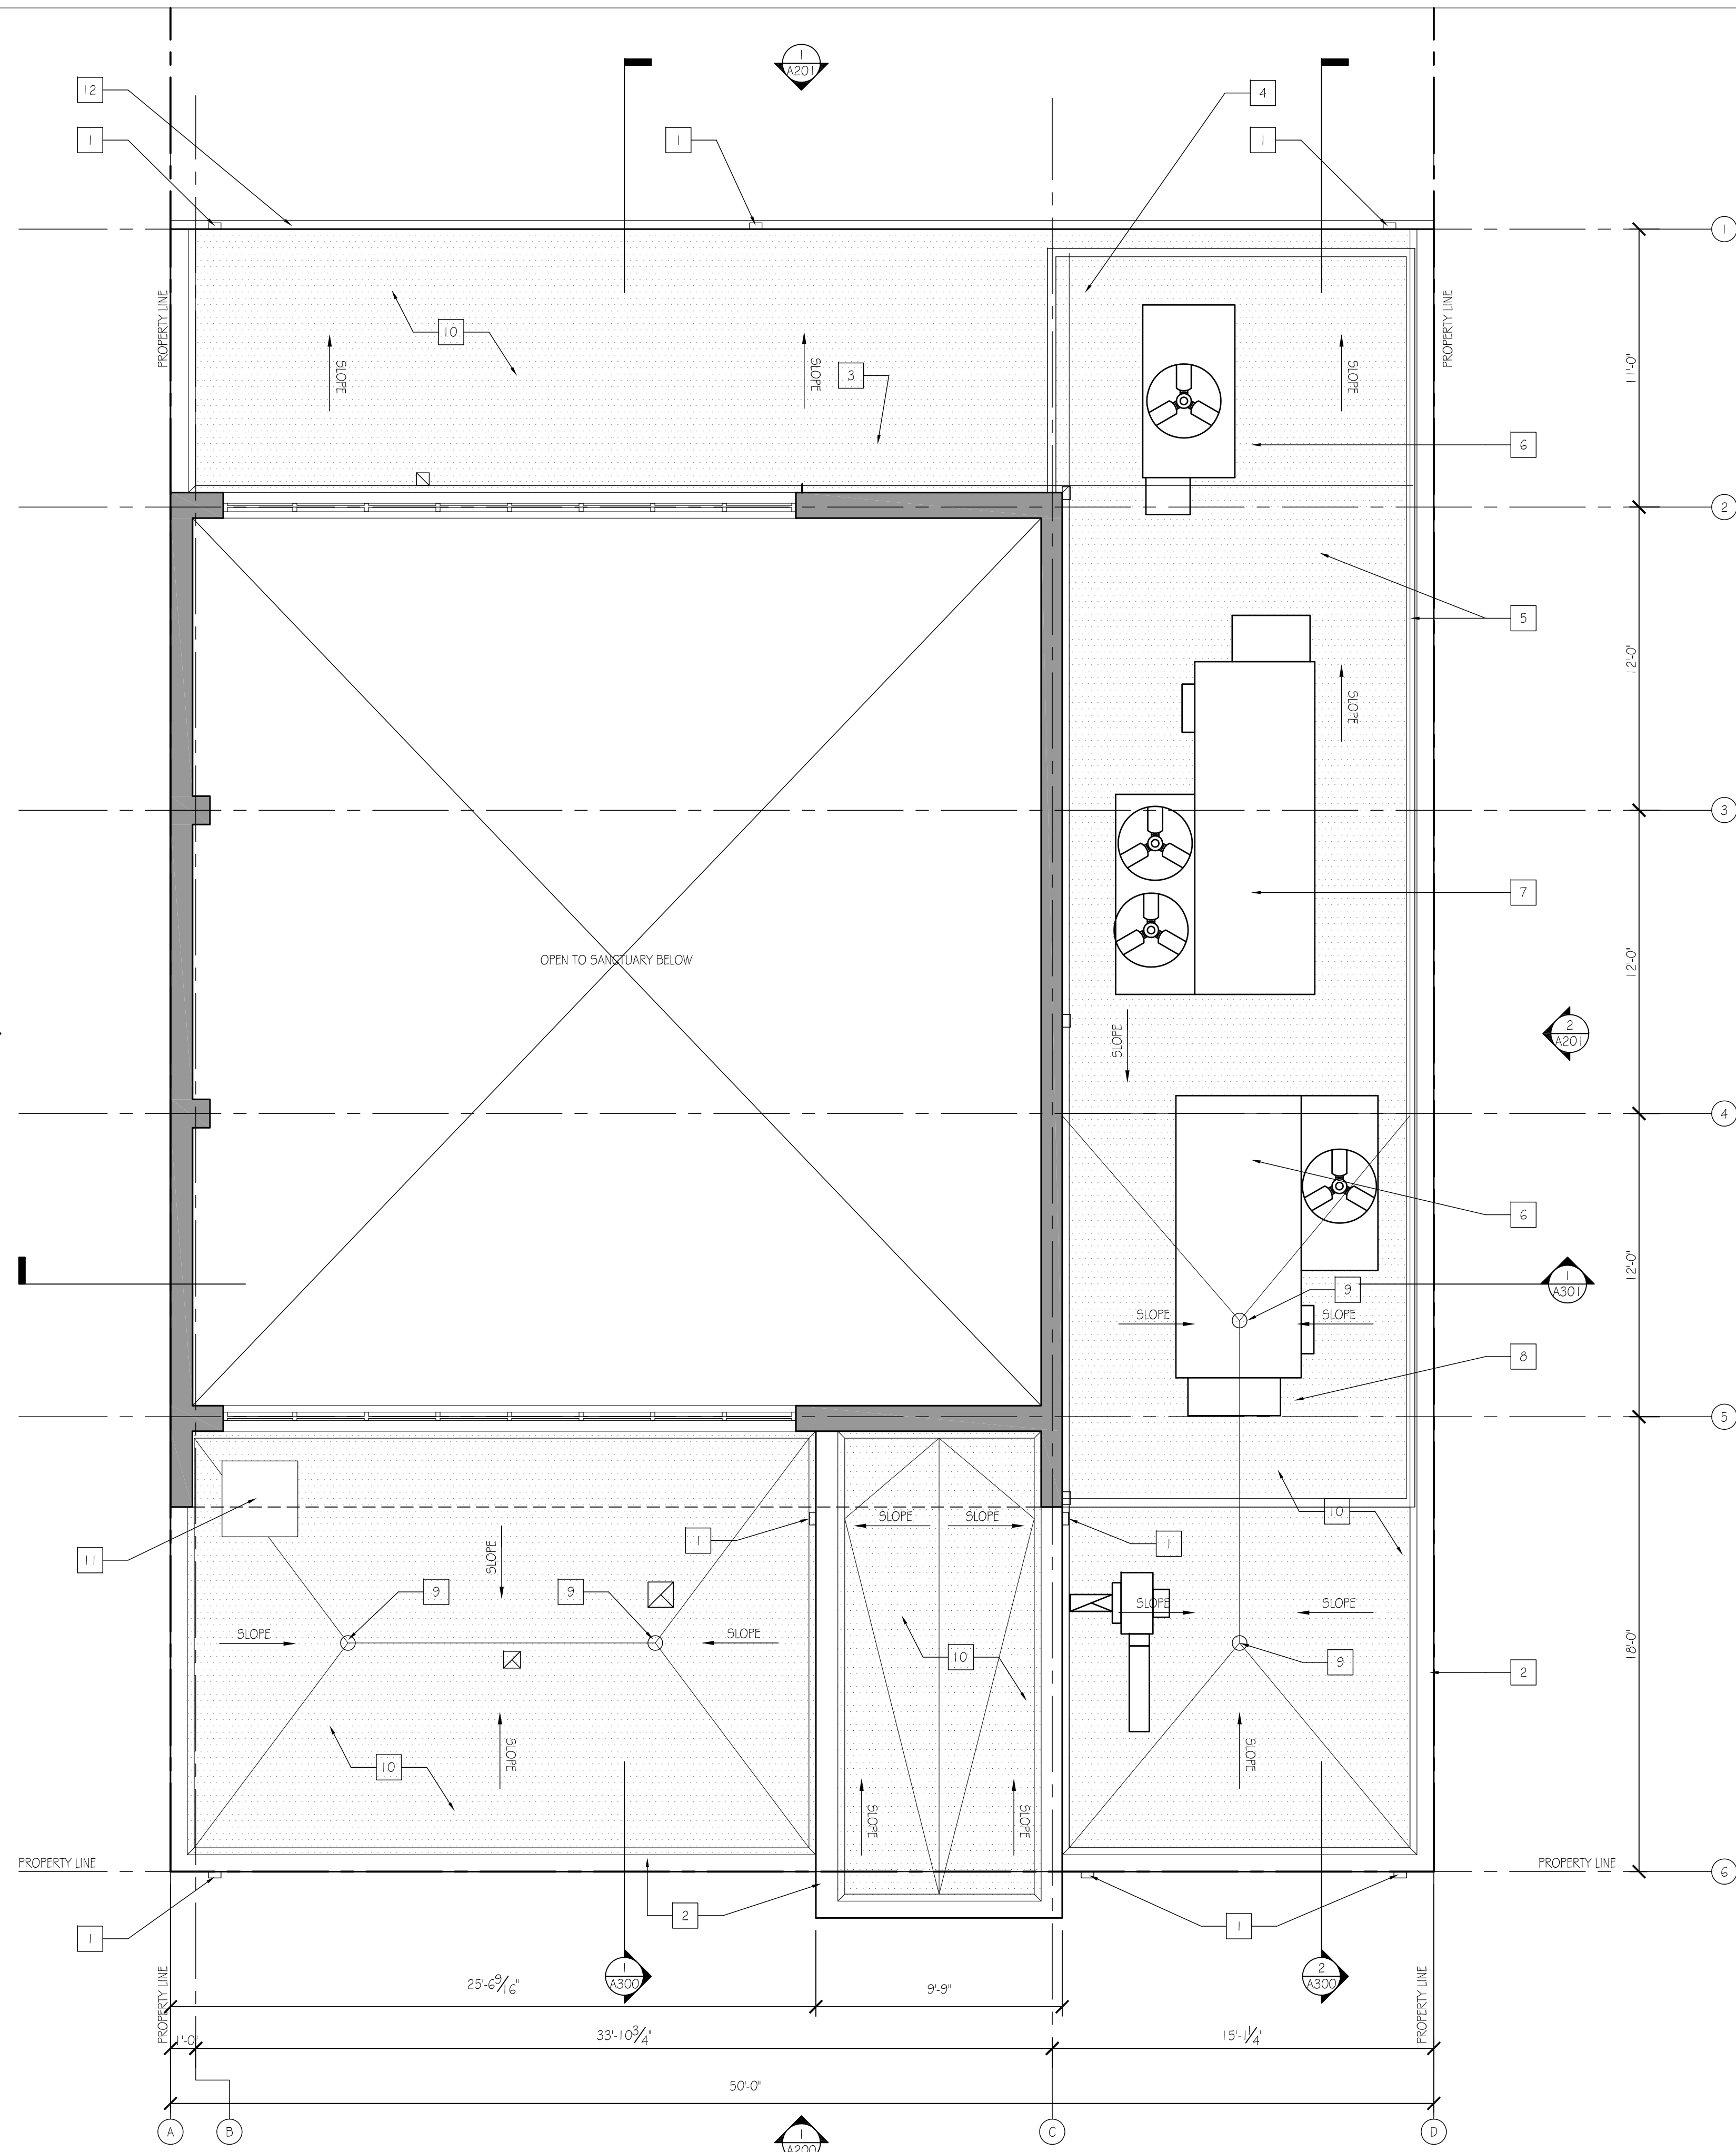 1
A201
12
4
1
1
1
1
PROPERTY LINE
PROPERTY LINE
10
SLOPE
SLOPE
3
SLOPE
11'-0"
6
2
5
12'-0"
SLOPE
3
7
OPEN TO SANCTUARY BELOW
12'-0"
SLOPE
2
A201
4
6
12'-0"
9
1
A301
SLOPE
SLOPE
8
5
10
SLOPE
SLOPE
1
1
11
SLOPE
9
9
SLOPE
SLOPE
SLOPE
SLOPE
10
9
2
18'-0"
SLOPE
10
SLOPE
SLOPE
SLOPE
PROPERTY LINE
PROPERTY LINE
6
2
1
1
25'-6 9/16"
1
A300
9'-9"
2
A300
PROPERTY LINE
PROPERTY LINE
1'-0"
33'-10 3/4"
15'-1 1/4"
50'-0"
A
B
1
A200
C
D